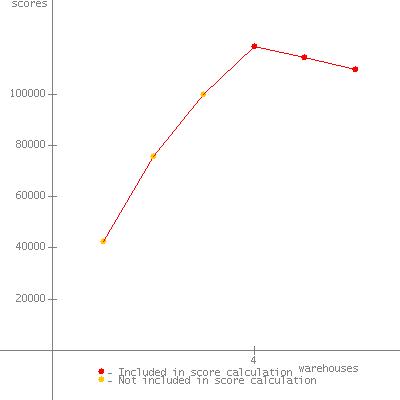 scores
100000
80000
60000
40000
20000
4
warehouses
- Included in score calculation
- Not included in score calculation